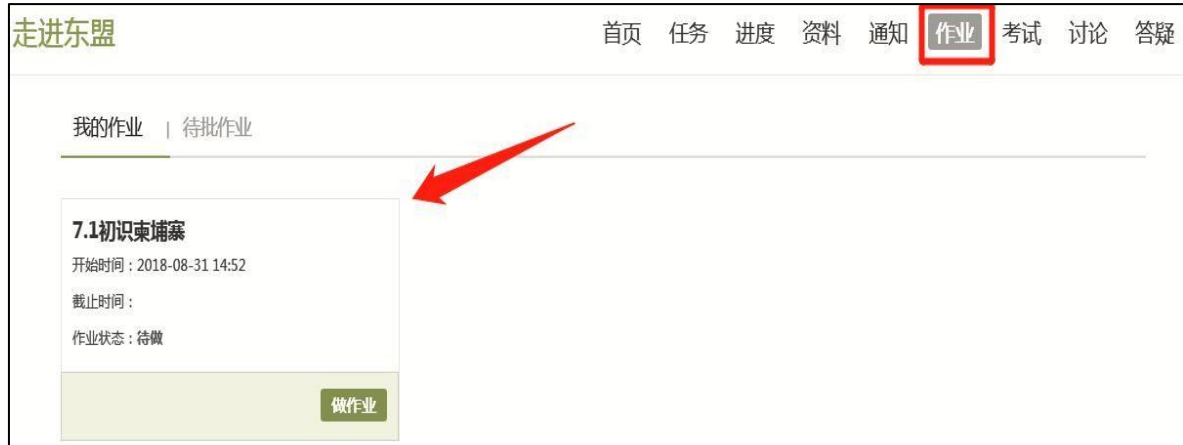 走进东盟 首页 任务 进度 资料 通知 作业 考试 讨论 答疑
我的作业 | 待批作业
7.1初识柬埔寨
开始时间：2018-08-31 14:52
截止时间：
作业状态：待做
做作业